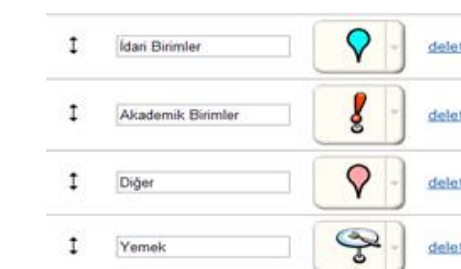 İdari Birimler
delet
Akademik Birimler
delet
Diğer
delet
Yemek
delet